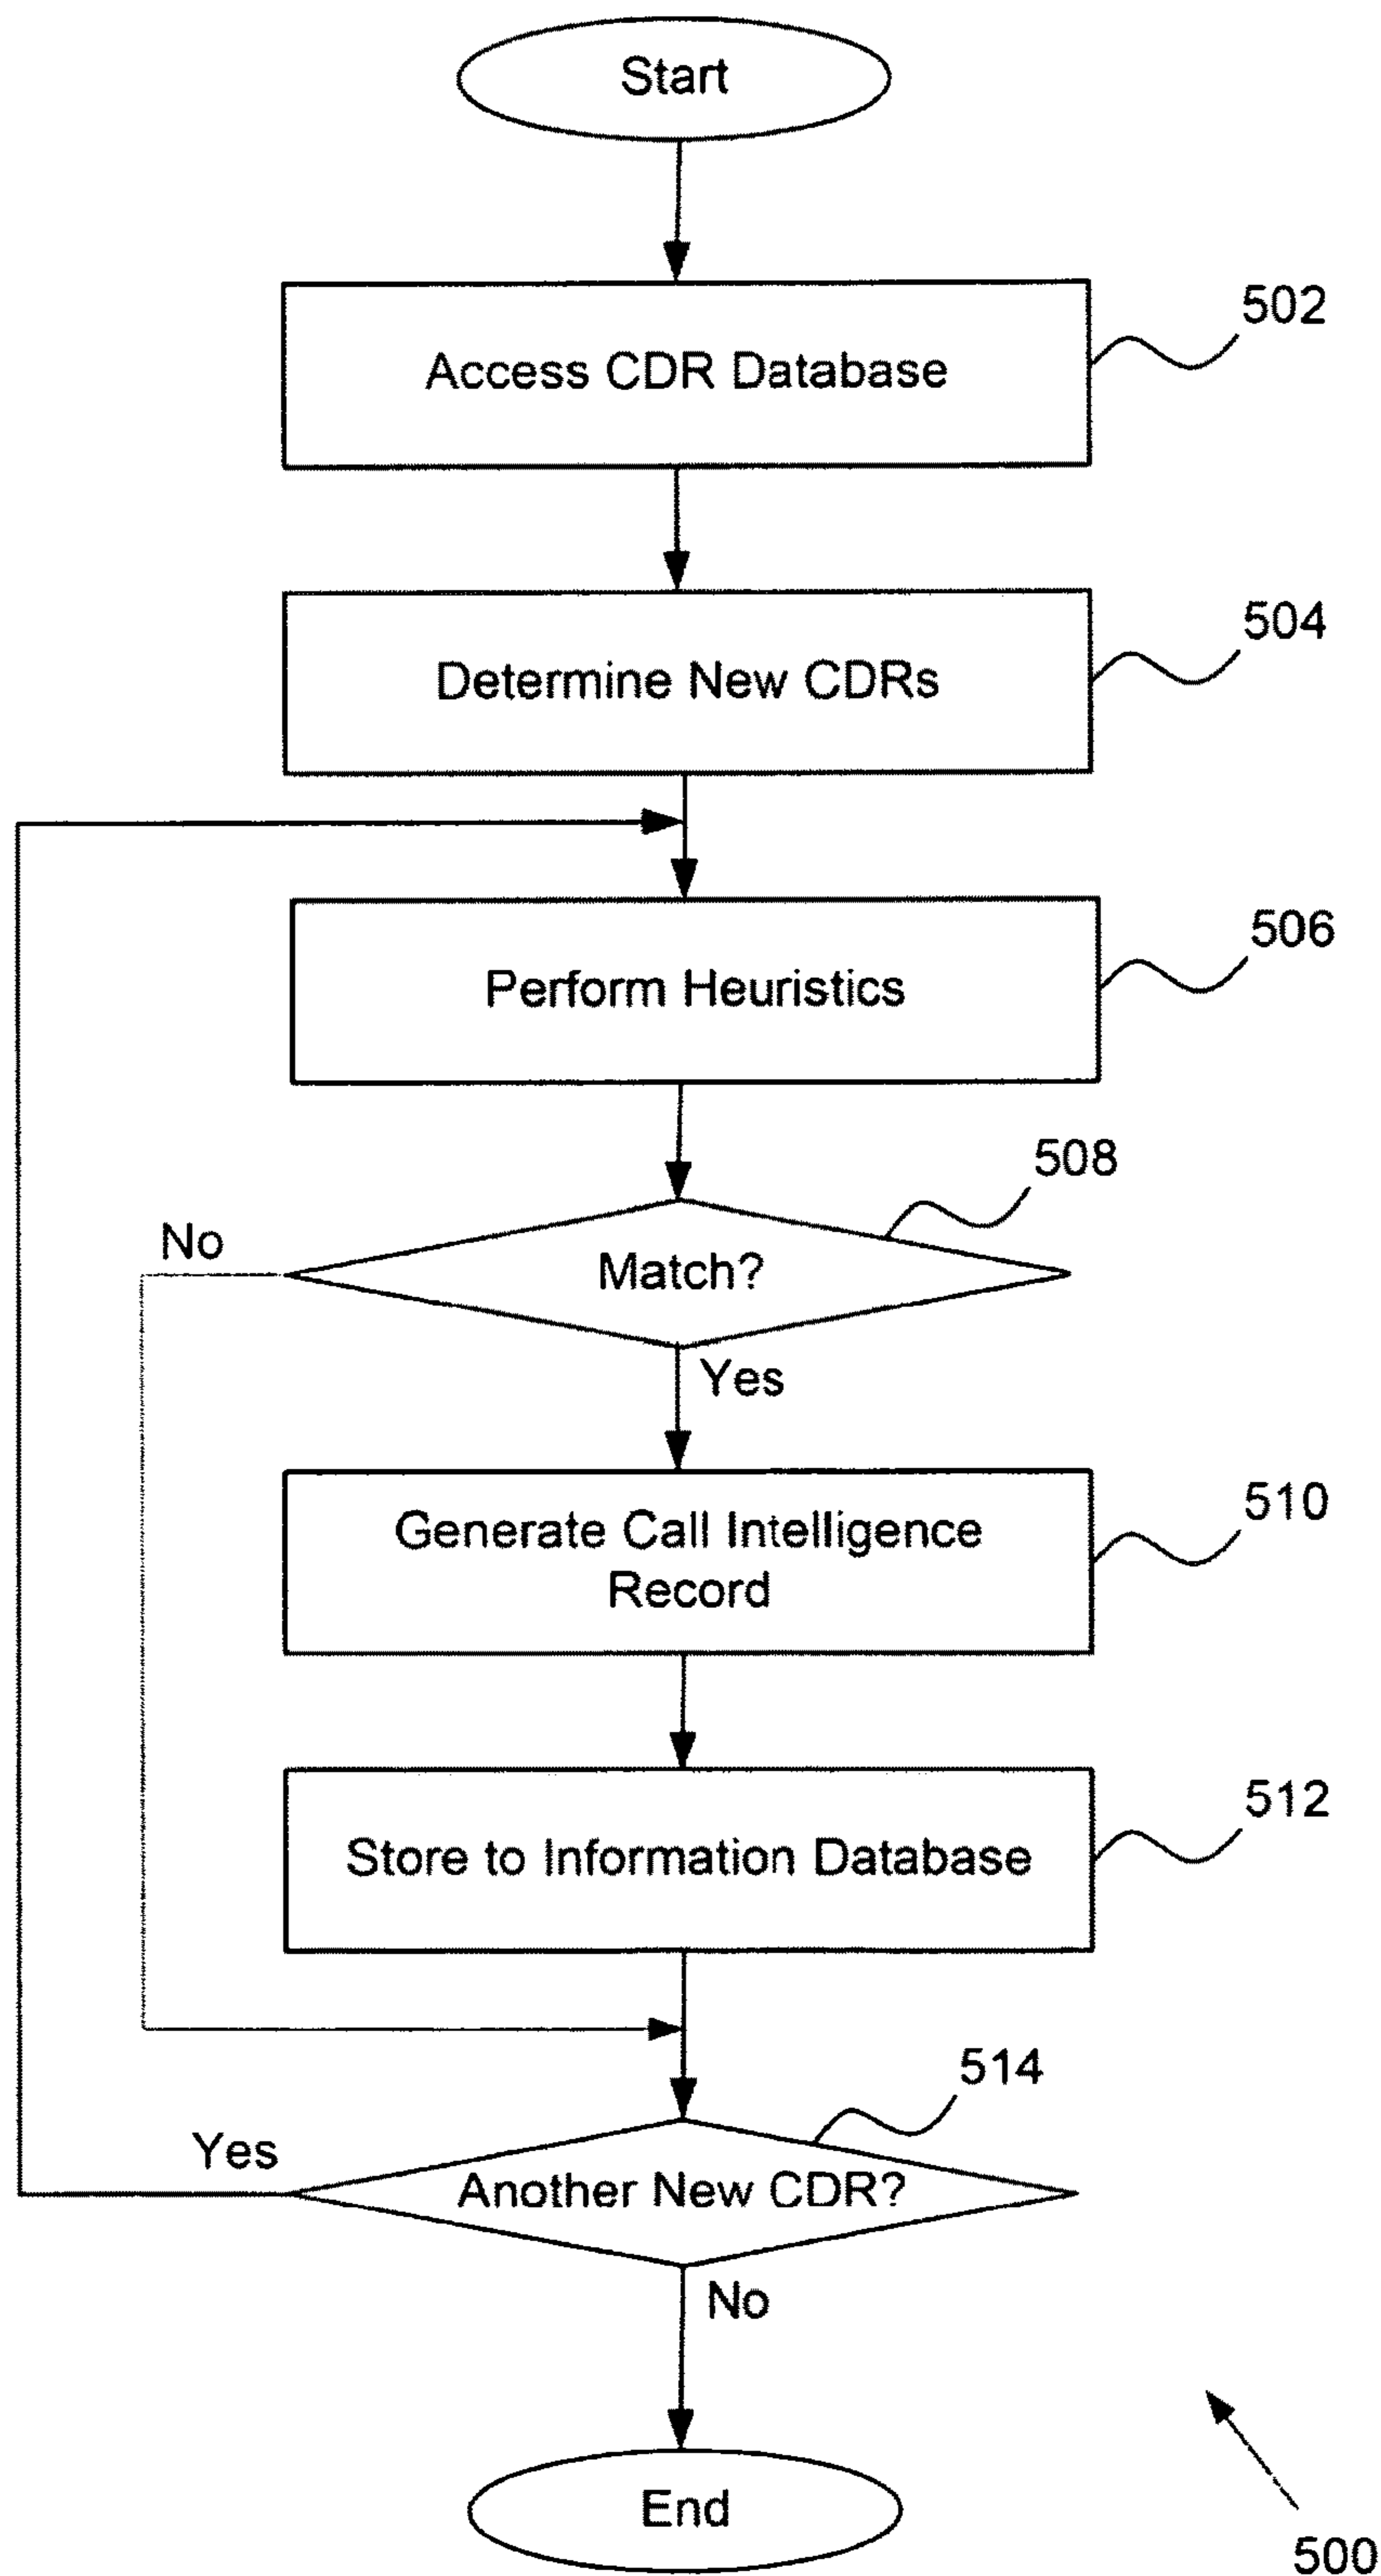 Start
502
Access CDR Database
504
Determine New CDRs
506
Perform Heuristics
508
No
Match?
Yes
510
Generate Call Intelligence
Record
512
Store to Information Database
514
Yes
Another New CDR?
No
End
500